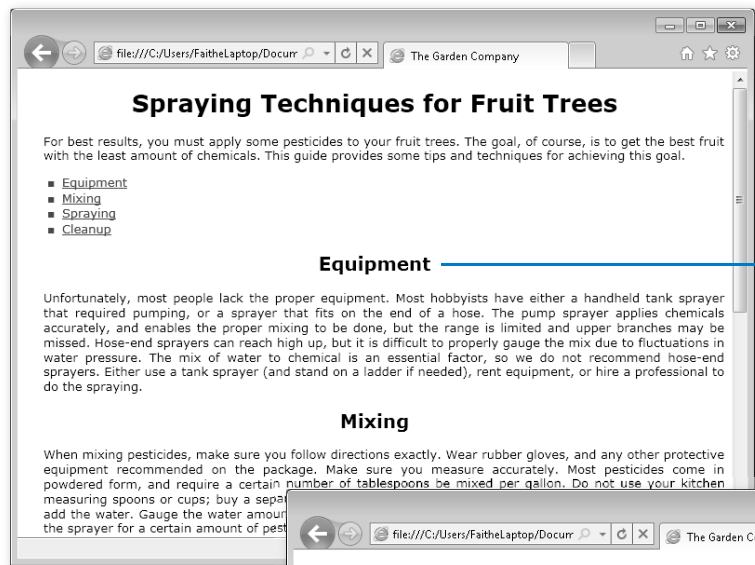 file:///C:/Users/FaitheLaptop/Docum
The Garden Company
Spraying Techniques for Fruit Trees
For best results, you must apply some pesticides to your fruit trees. The goal, of course, is to get the best fruit
with the least amount of chemicals. This guide provides some tips and techniques for achieving this goal.
Equipment
Mixing
Spraying
Cleanup
Equipment
Unfortunately, most people lack the proper equipment. Most hobbyists have either a handheld tank sprayer
that required pumping, or a sprayer that fits on the end of a hose. The pump sprayer applies chemicals
accurately, and enables the proper mixing to be done, but the range is limited and upper branches may be
missed. Hose-end sprayers can reach high up, but it is difficult to properly gauge the mix due to fluctuations in
water pressure. The mix of water to chemical is an essential factor, so we do not recommend hose-end
sprayers. Either use a tank sprayer (and stand on a ladder if needed), rent equipment, or hire a professional to
do the spraying.
Mixing
When mixing pesticides, make sure you follow directions exactly. Wear rubber gloves, and any other protective
equipment recommended on the package. Make sure you measure accurately. Most pesticides come in
powdered form, and require a certain number of tablespoons be mixed per gallon. Do not use your kitchen
measuring spoons or cups; buy a sepa
add the water. Gauge the water amour
the sprayer for a certain amount of pest
file:///C:/Users/FaitheLaptop/Docum
The Garden C